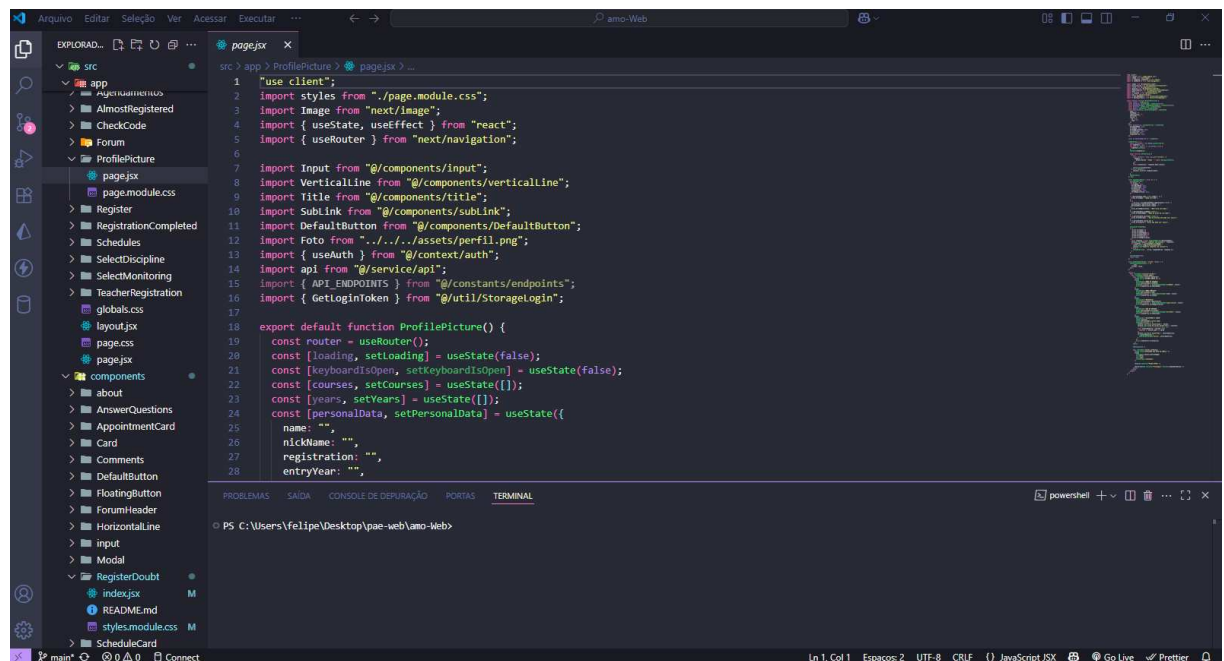 Arquivo Editar Seleção Ver Acessar Executar ··· ← → amo-Web
EXPLORAD... ···
src
app
Agendamentos
AlmostRegistered
CheckCode
Forum
ProfilePicture
page.jsx
page.module.css
Register
RegistrationCompleted
Schedules
SelectDiscipline
SelectMonitoring
TeacherRegistration
globals.css
layout.jsx
page.css
page.jsx
components
about
AnswerQuestions
AppointmentCard
Card
Comments
DefaultButton
FloatingButton
ForumHeader
HorizontalLine
input
Modal
RegisterDoubt
index.jsx M
README.md
styles.module.css M
ScheduleCard
2
page.jsx ×
src > app > ProfilePicture > page.jsx > ...
1 "use client";
2 import styles from "./page.module.css";
3 import Image from "next/image";
4 import { useState, useEffect } from "react";
5 import { useRouter } from "next/navigation";
6
7 import Input from "@/components/input";
8 import VerticalLine from "@/components/verticalLine";
9 import Title from "@/components/title";
10 import SubLink from "@/components/subLink";
11 import DefaultButton from "@/components/DefaultButton";
12 import Foto from "../../../assets/perfil.png";
13 import { useAuth } from "@/context/auth";
14 import api from "@/service/api";
15 import { API_ENDPOINTS } from "@/constants/endpoints";
16 import { GetLoginToken } from "@/util/StorageLogin";
17
18 export default function ProfilePicture() {
19 const router = useRouter();
20 const [loading, setLoading] = useState(false);
21 const [keyboardIsOpen, setKeyboardIsOpen] = useState(false);
22 const [courses, setCourses] = useState([]);
23 const [years, setYears] = useState([]);
24 const [personalData, setPersonalData] = useState({
25 name: "",
26 nickName: "",
27 registration: "",
28 entryYear: "",
PROBLEMAS SAÍDA CONSOLE DE DEPURAÇÃO PORTAS TERMINAL powershell + ··· ×
PS C:\Users\felipe\Desktop\pae-web\amo-Web>
main* 0 0 0 Connect Ln 1, Col 1 Espaços: 2 UTF-8 CRLF {} JavaScript JSX Go Live Prettier